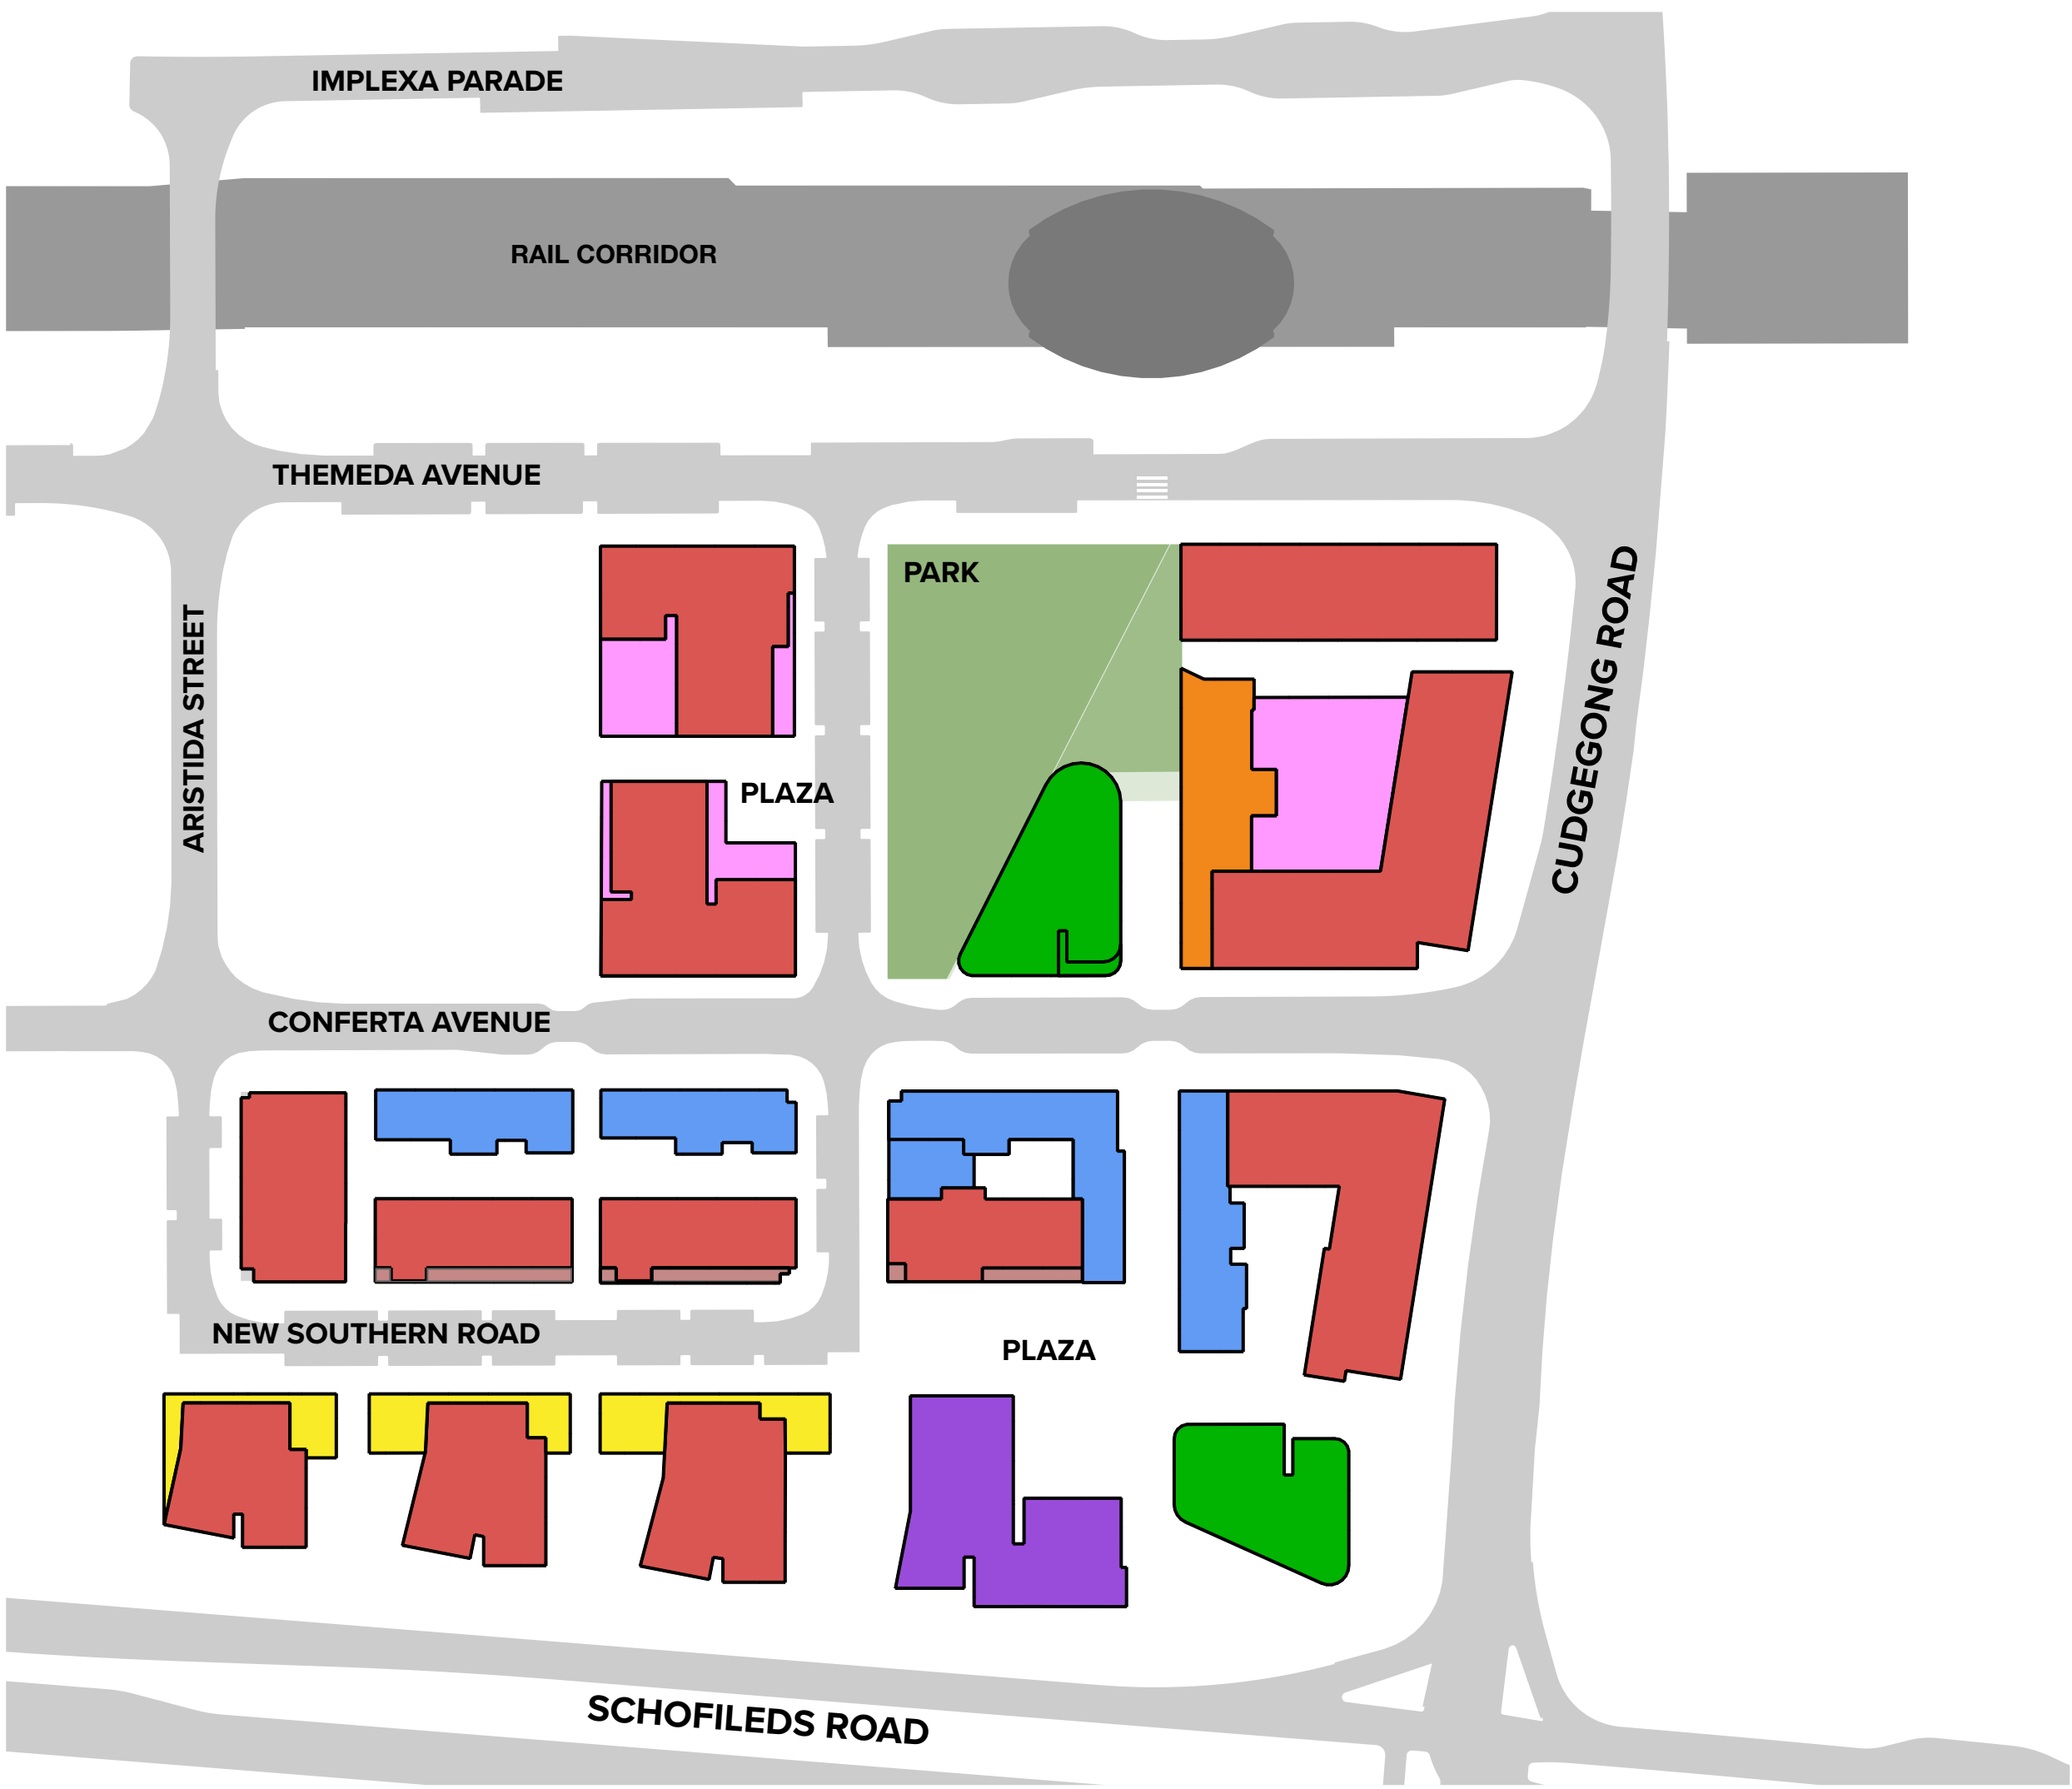 IMPLEXA PARADE
RAIL CORRIDOR
THEMEDA AVENUE
PARK
CUDGEGONG ROAD
ARISTIDA STREET
PLAZA
CONFERTA AVENUE
NEW SOUTHERN ROAD
PLAZA
SCHOFILEDS ROAD